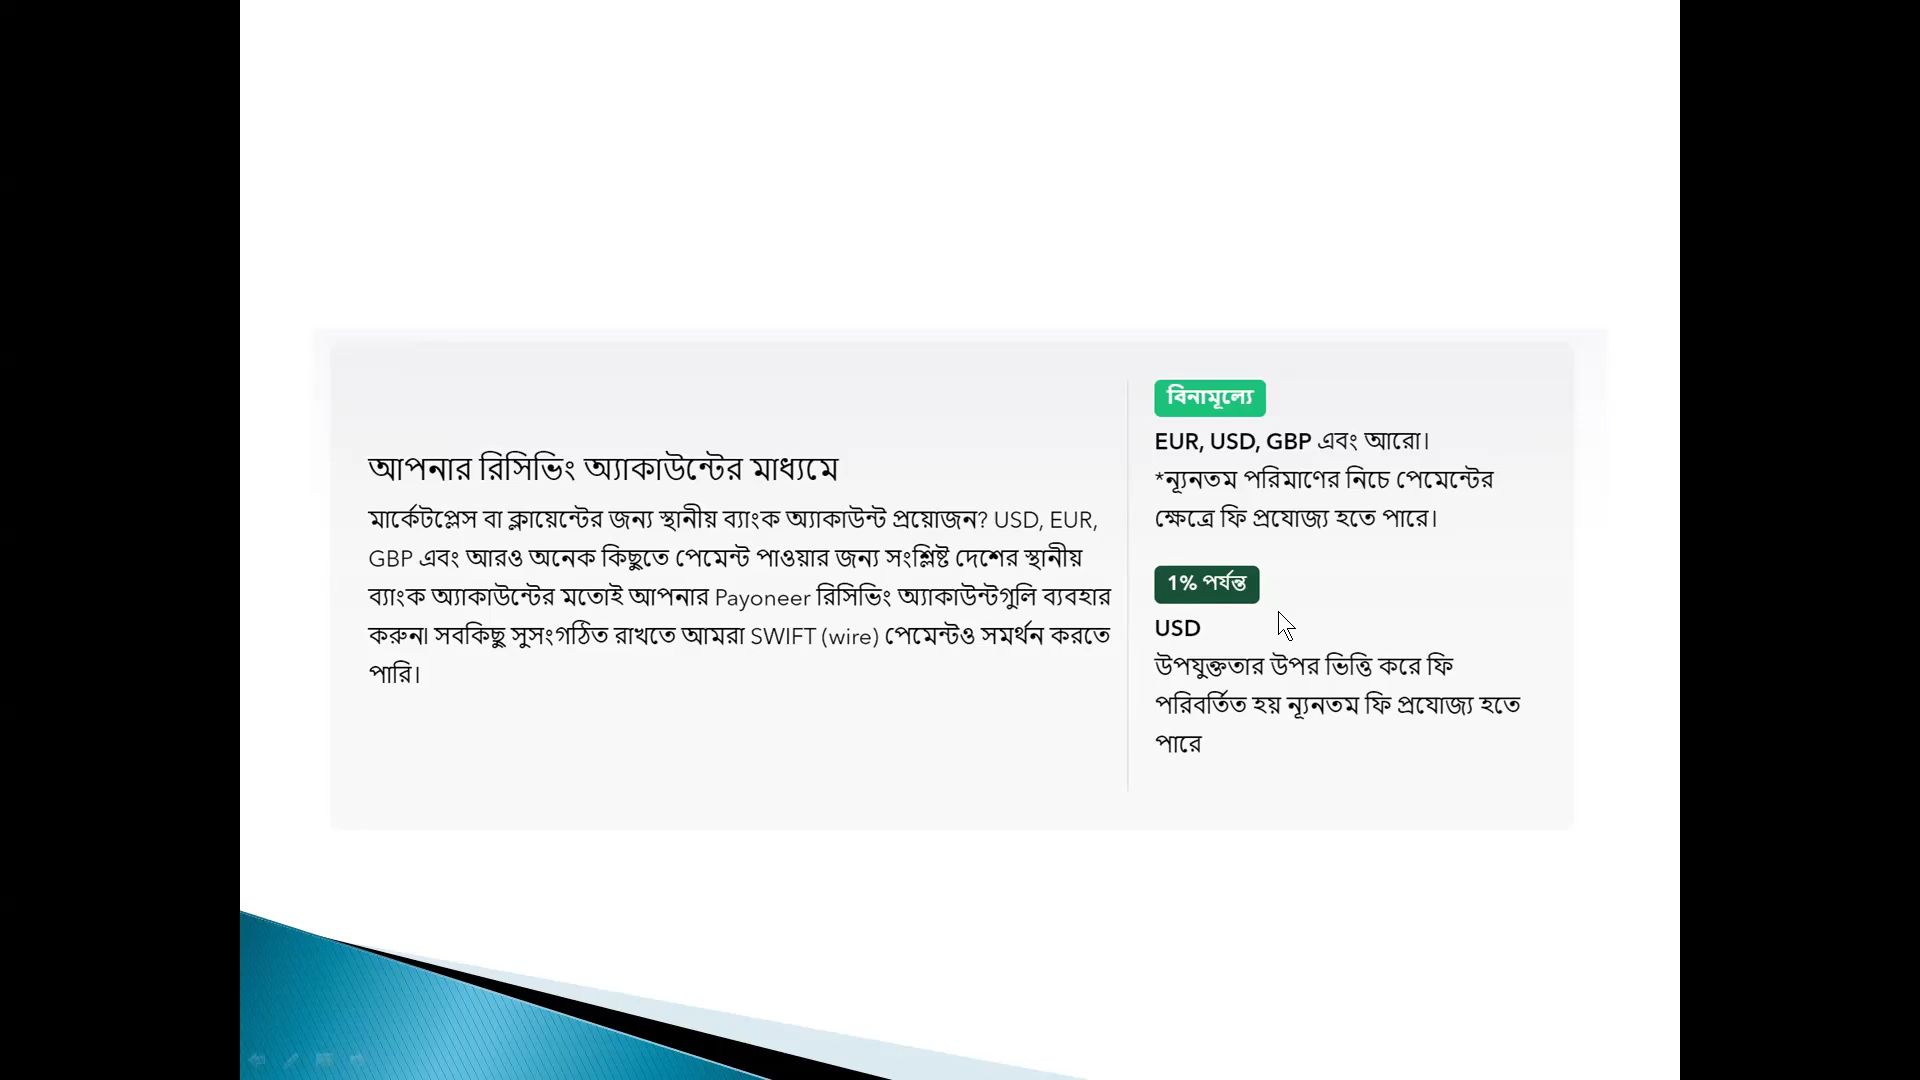 আপনার রিসিভিং অ্যাকাউন্টের মাধ্যমে
মার্কেটপ্লেস বা ক্লায়েন্টের জন্য স্থানীয় ব্যাংক অ্যাকাউন্ট প্রয়োজন? USD, EUR,
GBP এবং আরও অনেক কিছুতে পেমেন্ট পাওয়ার জন্য সংশ্লিষ্ট দেশের স্থানীয়
ব্যাংক অ্যাকাউন্টের মতোই আপনার Payoneer রিসিভিং অ্যাকাউন্টগুলি ব্যবহার
করুন। সবকিছু সুসংগঠিত রাখতে আমরা SWIFT (wire) পেমেন্টও সমর্থন করতে
পারি।
বিনামূল্যে
EUR, USD, GBP এবং আরো।
*ন্যূনতম পরিমাণের নিচে পেমেন্টের
ক্ষেত্রে ফি প্রযোজ্য হতে পারে।
1% পর্যন্ত
USD
উপযুক্ততার উপর ভিত্তি করে ফি
পরিবর্তিত হয় ন্যূনতম ফি প্রযোজ্য হতে
পারে